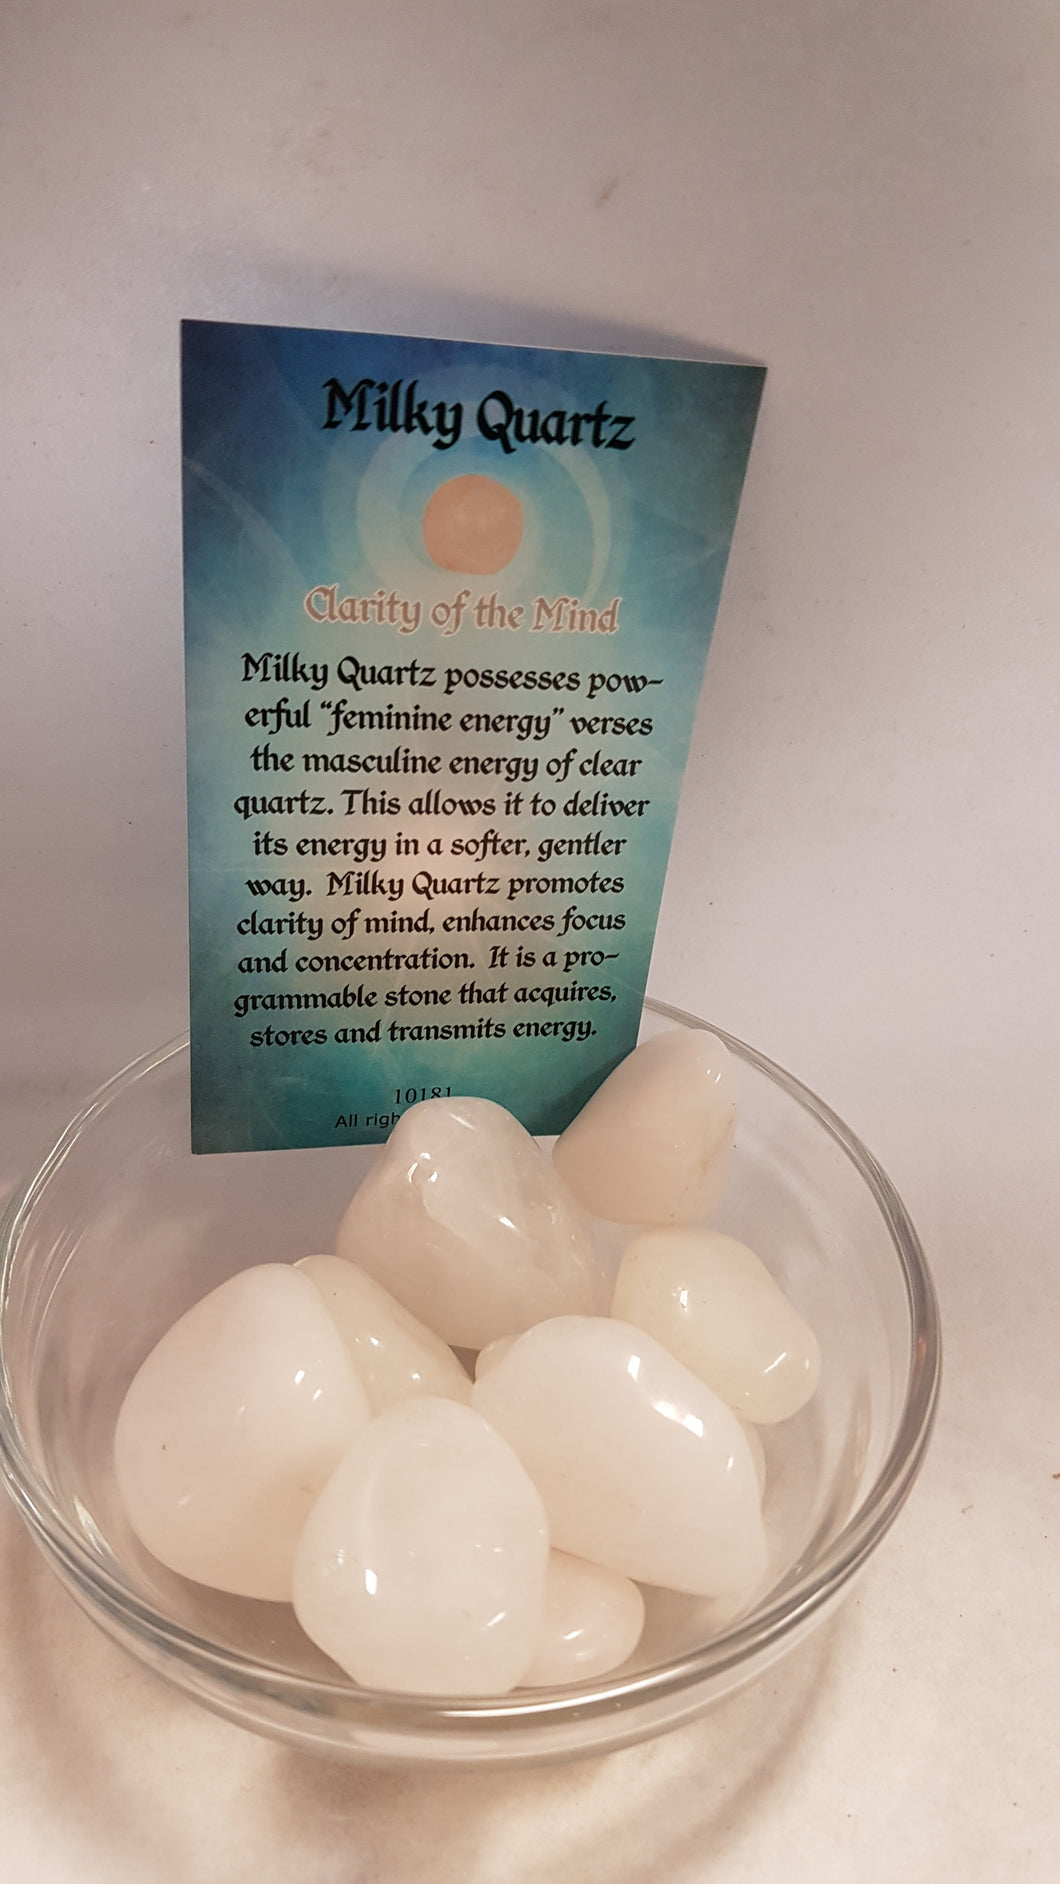 Milky Quartz
Clarity of the Mind
Milky Quartz possesses pow-
erful "feminine energy" verses
the masculine energy of clear
quartz. This allows it to deliver
its energy in a softer, gentler
way. Milky Quartz promotes
clarity of mind, enhances focus
and concentration. It is a pro-
grammable stone that acquires,
stores and transmits energy.
10181
All